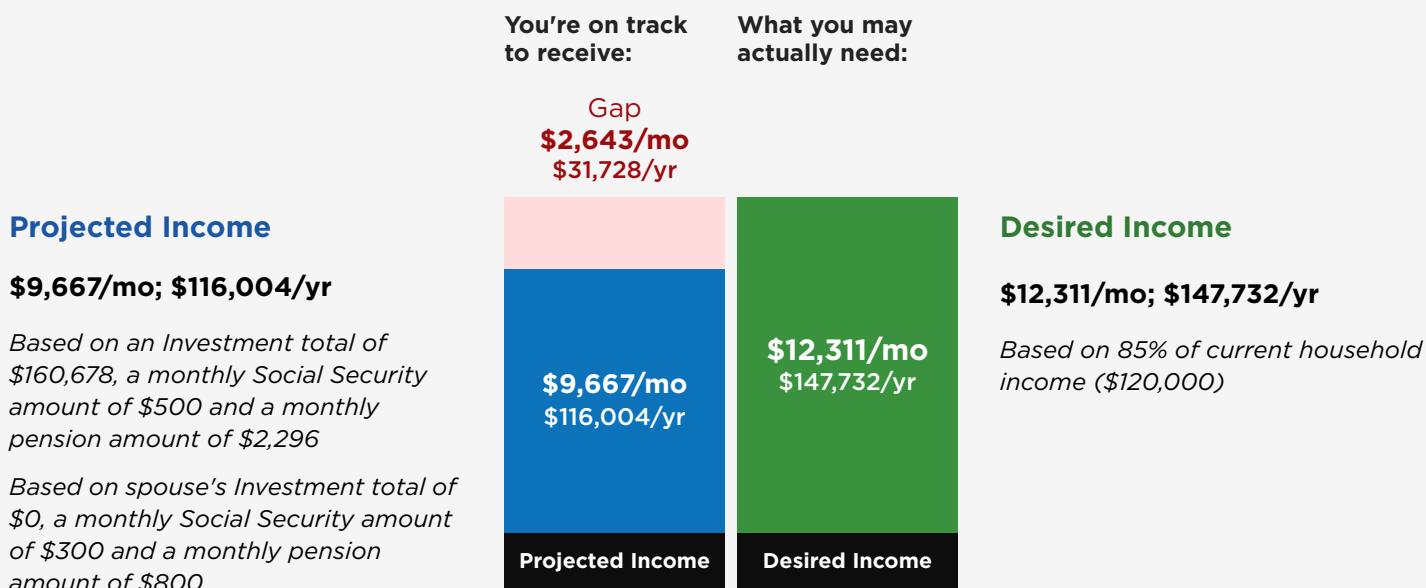 You're on track
to receive:
What you may
actually need:
Gap
$2,643/mo
$31,728/yr
Projected Income
$9,667/mo; $116,004/yr
Based on an Investment total of
$160,678, a monthly Social Security
amount of $500 and a monthly
pension amount of $2,296
Based on spouse's Investment total of
$0, a monthly Social Security amount
of $300 and a monthly pension
amount of $800
$9,667/mo
$116,004/yr
Projected Income
$12,311/mo
$147,732/yr
Desired Income
Desired Income
$12,311/mo; $147,732/yr
Based on 85% of current household
income ($120,000)